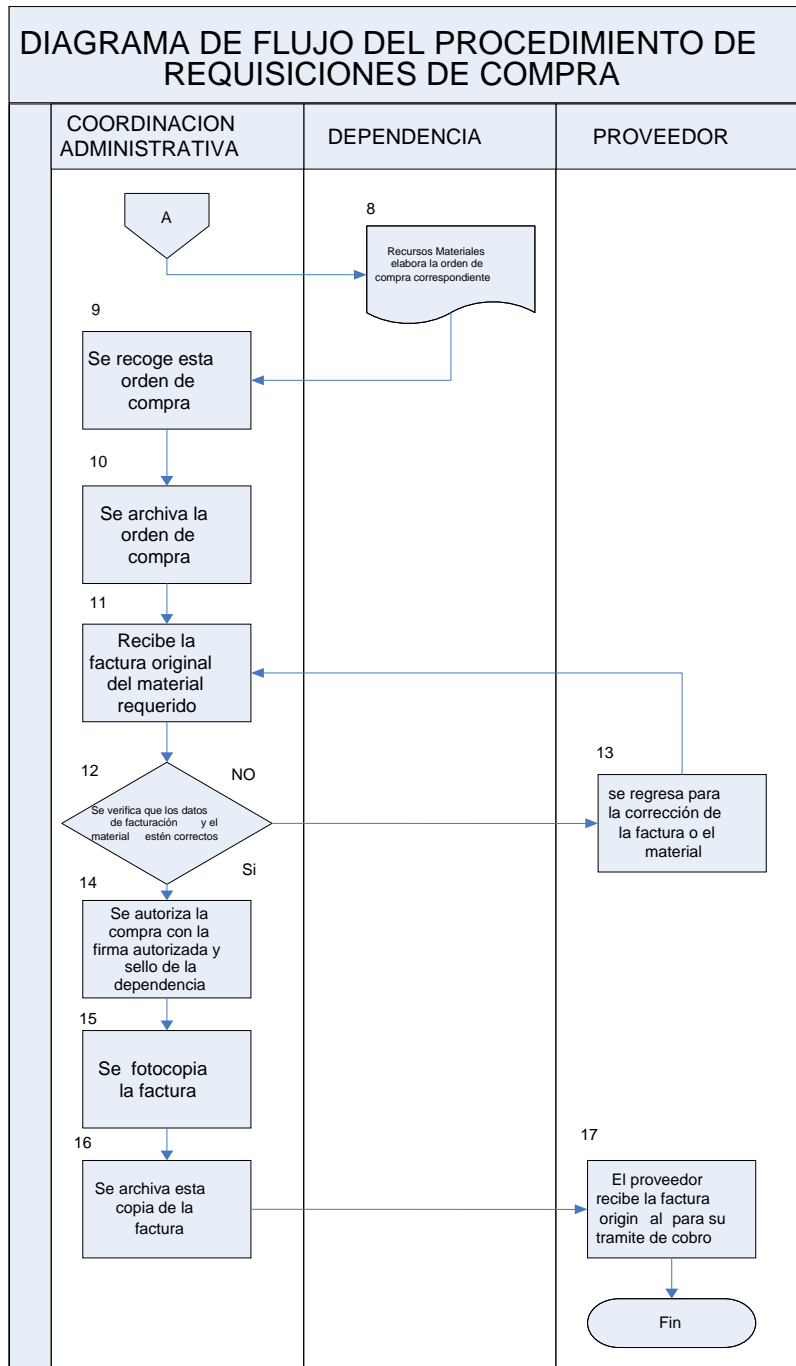 DIAGRAMA DE FLUJO DEL PROCEDIMIENTO DE
REQUISICIONES DE COMPRA
COORDINACION
ADMINISTRATIVA
DEPENDENCIA
PROVEEDOR
A
8
Recursos Materiales
elabora la orden de
compra correspondiente
9
Se recoge esta
orden de
compra
10
Se archiva la
orden de
compra
11
Recibe la
factura original
del material
requerido
12
NO
Se verifica que los datos
de facturación y el
material estén correctos
Si
13
se regresa para
la corrección de
la factura o el
material
14
Se autoriza la
compra con la
firma autorizada y
sello de la
dependencia
15
Se fotocopia
la factura
16
Se archiva esta
copia de la
factura
17
El proveedor
recibe la factura
origin al para su
tramite de cobro
Fin